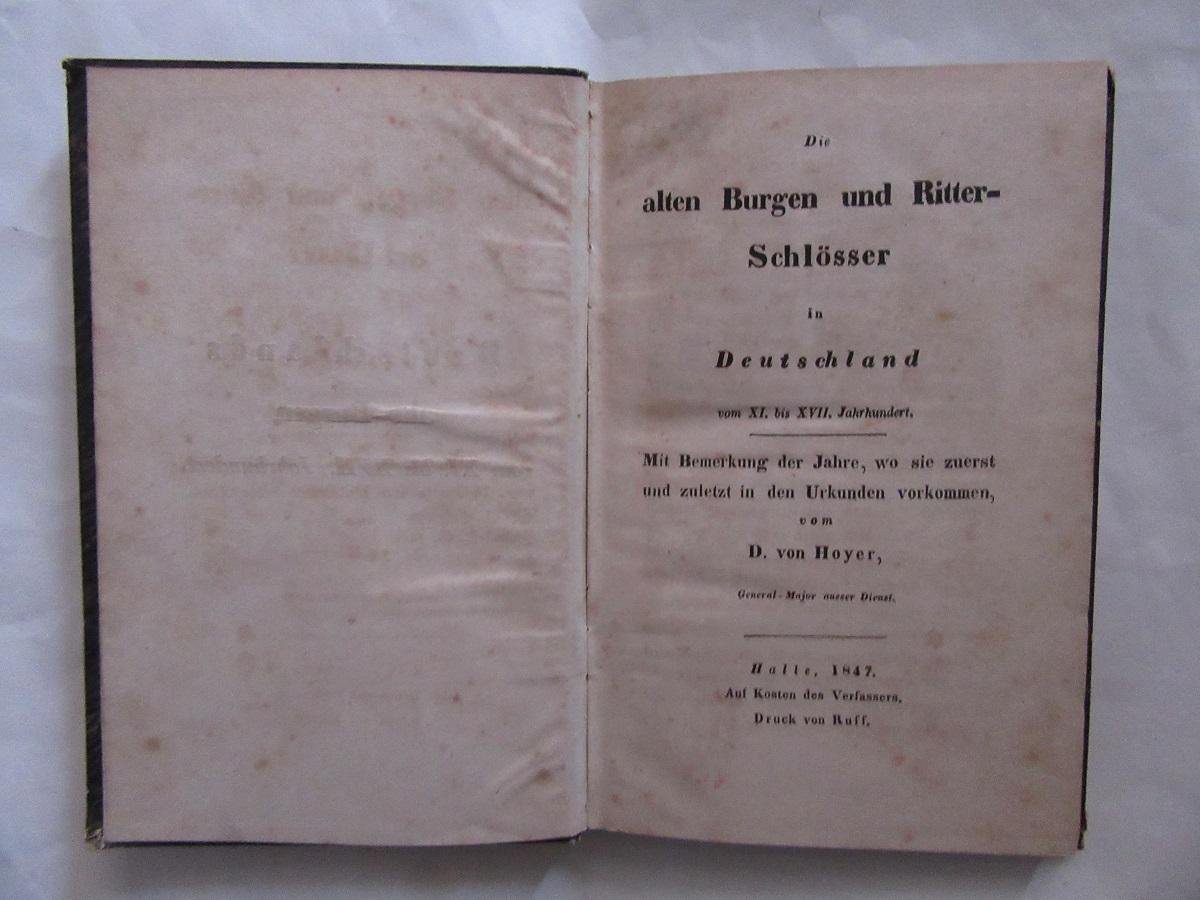 Die
alten Burgen und Ritter-
Schlösser
in
Deutschland
vom XI. bis XVII. Jahrhundert.
Mit Bemerkung der Jahre, wo sie zuerst
und zuletzt in den Urkunden vorkommen,
vom
D. von Hoyer,
General-Major ausser Dienst.
Halle, 1847.
Auf Kosten des Verfassers.
Druck von Ruff.